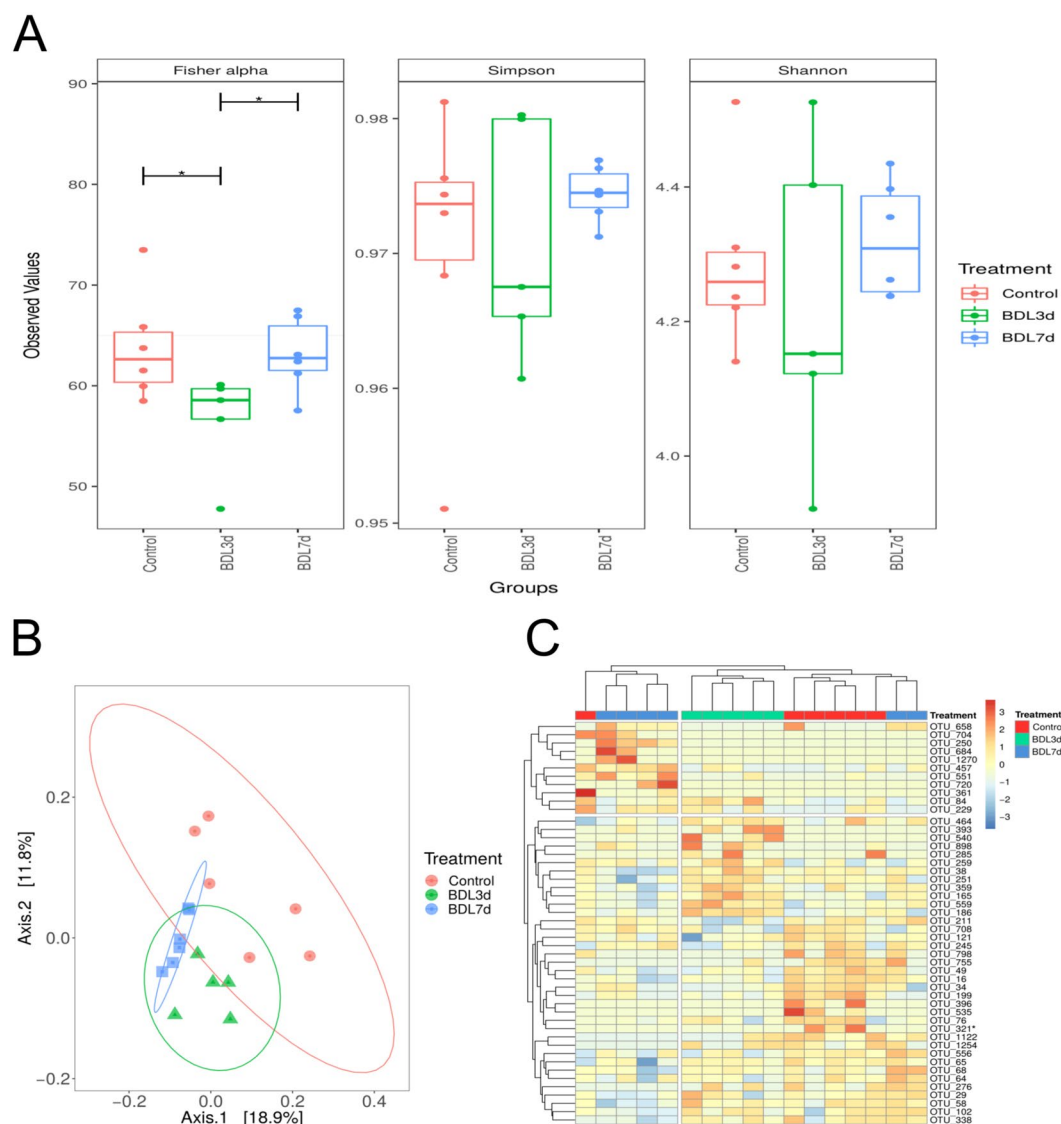 A
Fisher alpha
Simpson
Shannon
Observed Values
90
80
70
60
50
0.98
0.97
0.96
0.95
4.4
4.2
4.0
*
*
Control
BDL3d
BDL7d
Control
BDL3d
BDL7d
Control
BDL3d
BDL7d
Groups
Treatment
Control
BDL3d
BDL7d
B
Axis.2 [11.8%]
0.2
0.0
−0.2
−0.2
0.0
0.2
0.4
Axis.1 [18.9%]
Treatment
Control
BDL3d
BDL7d
C
Treatment
OTU_658
OTU_704
OTU_250
OTU_684
OTU_1270
OTU_457
OTU_551
OTU_720
OTU_361
OTU_84
OTU_229
OTU_464
OTU_393
OTU_540
OTU_898
OTU_285
OTU_259
OTU_38
OTU_251
OTU_359
OTU_165
OTU_559
OTU_186
OTU_211
OTU_708
OTU_121
OTU_245
OTU_798
OTU_755
OTU_49
OTU_16
OTU_34
OTU_199
OTU_396
OTU_535
OTU_76
OTU_321*
OTU_1122
OTU_1254
OTU_556
OTU_65
OTU_68
OTU_64
OTU_276
OTU_29
OTU_58
OTU_102
OTU_338
3
2
1
0
−1
−2
−3
Treatment
Control
BDL3d
BDL7d